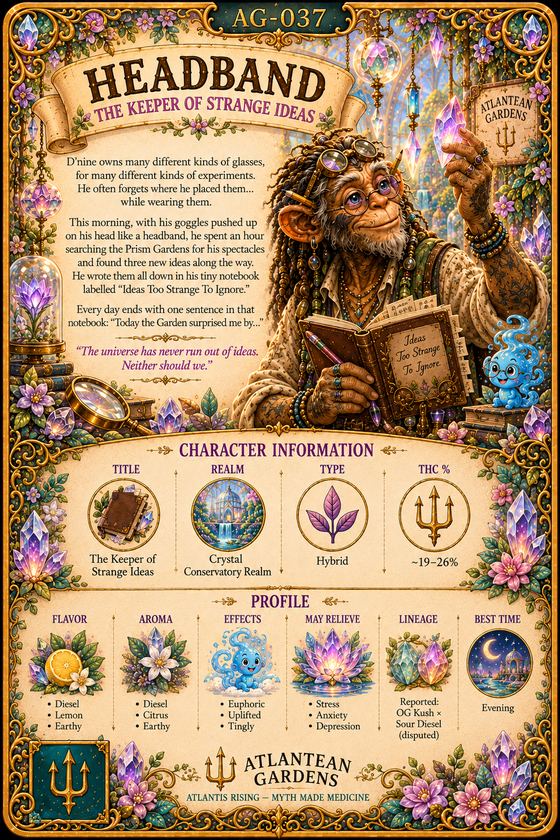 AG-037
HEADBAND
THE KEEPER OF STRANGE IDEAS
ATLANTEAN
GARDENS
D'nine owns many different kinds of glasses,
for many different kinds of experiments.
He often forgets where he placed them...
while wearing them.
This morning, with his goggles pushed up
on his head like a headband, he spent an hour
searching the Prism Gardens for his spectacles
and found three new ideas along the way.
He wrote them all down in his tiny notebook
labelled “Ideas Too Strange To Ignore.”
Every day ends with one sentence in that
notebook: “Today the Garden surprised me by...”
“The universe has never run out of ideas.
Neither should we.”
Ideas
Too Strange
To Ignore
CHARACTER INFORMATION
TITLE
The Keeper of
Strange Ideas
REALM
Crystal
Conservatory Realm
TYPE
Hybrid
THC %
~19–26%
PROFILE
FLAVOR
• Diesel
• Lemon
• Earthy
AROMA
• Diesel
• Citrus
• Earthy
EFFECTS
• Euphoric
• Uplifted
• Tingly
MAY RELIEVE
• Stress
• Anxiety
• Depression
LINEAGE
Reported:
OG Kush ×
Sour Diesel
(disputed)
BEST TIME
Evening
ATLANTEAN
GARDENS
ATLANTIS RISING – MYTH MADE MEDICINE